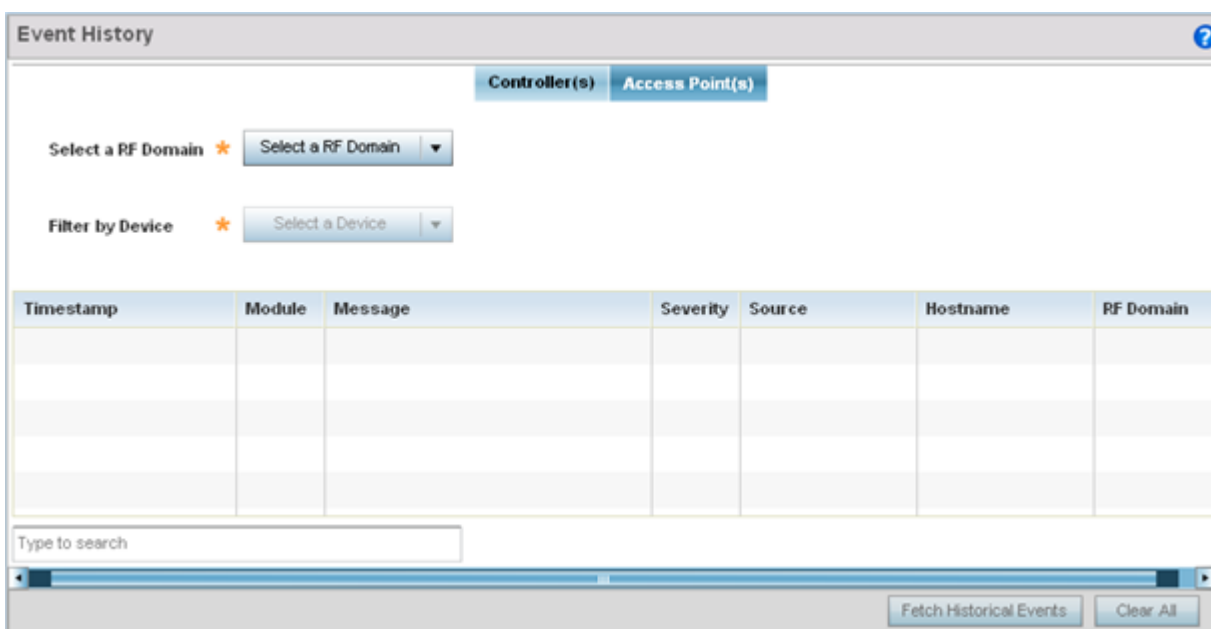 Event History
?
Controller(s) Access Point(s)
Select a RF Domain * Select a RF Domain
Filter by Device * Select a Device
Timestamp Module Message Severity Source Hostname RF Domain
Type to search
Fetch Historical Events Clear All